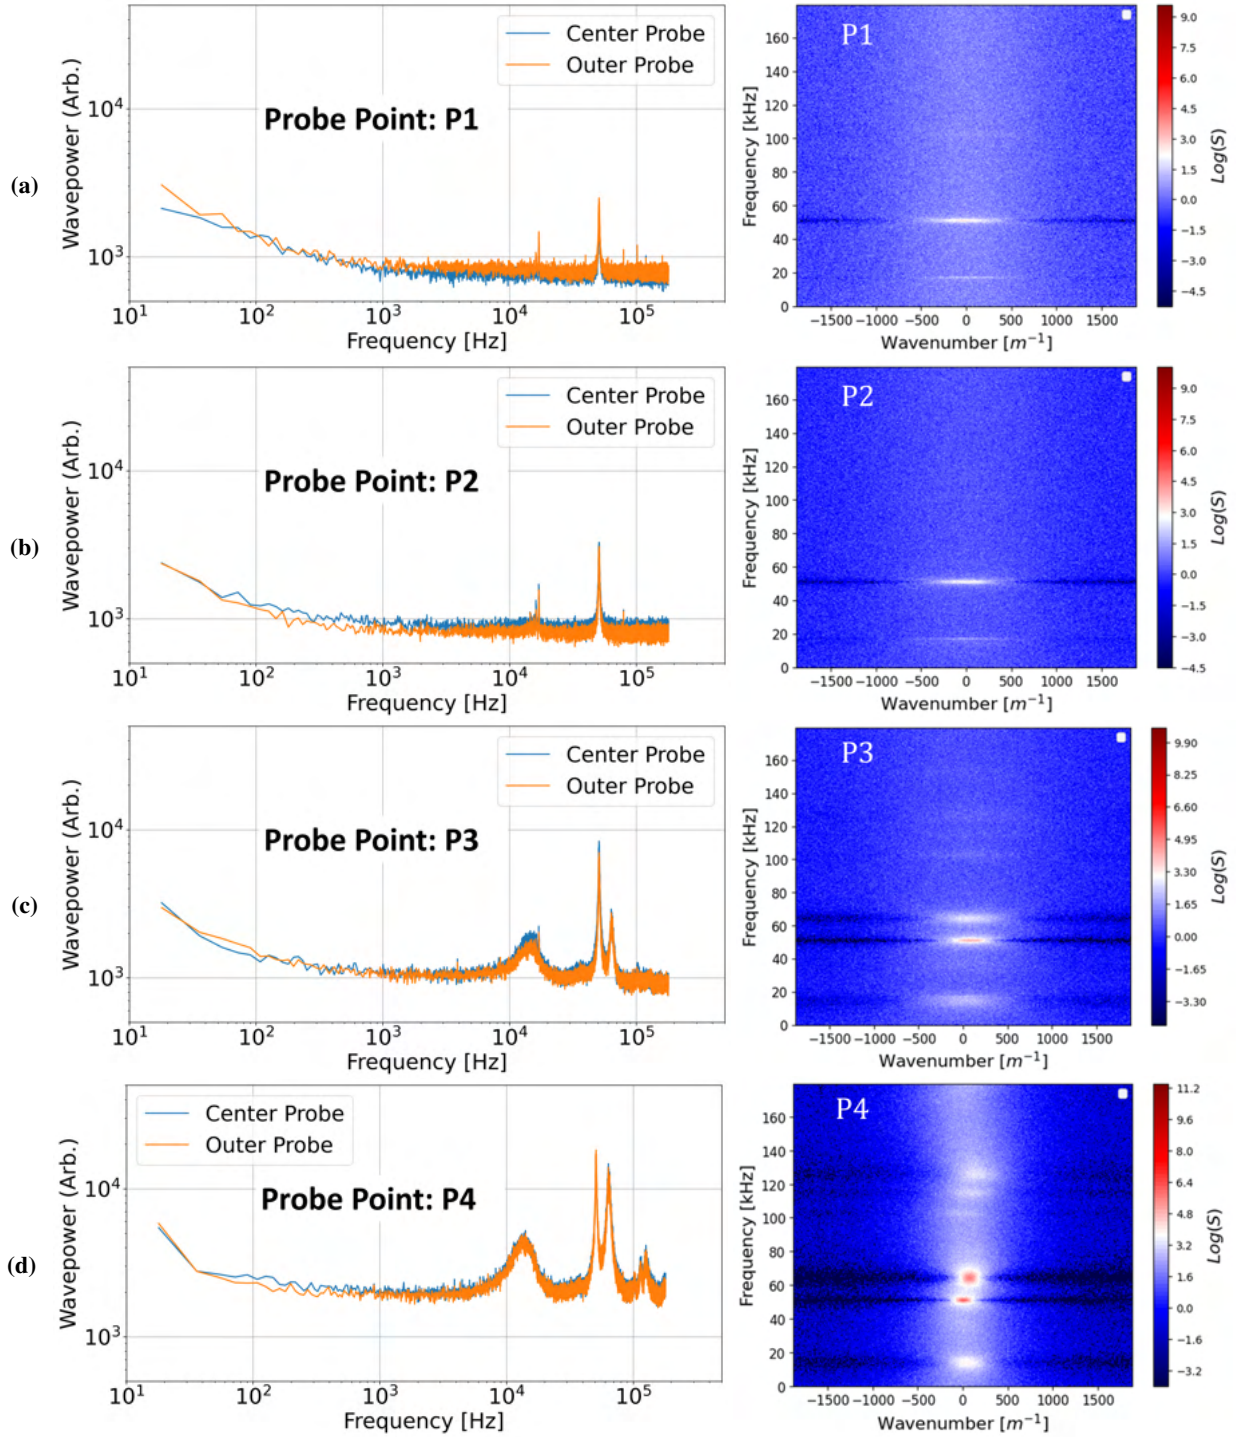 (a)
Wavepower (Arb.)
10⁴
10³
Center Probe
Outer Probe
Probe Point: P1
10¹ 10² 10³ 10⁴ 10⁵
Frequency [Hz]
P1
Frequency [kHz]
160
140
120
100
80
60
40
20
0
−1500 −1000 −500 0 500 1000 1500
Wavenumber [m⁻¹]
9.0
7.5
6.0
4.5
3.0
1.5
0.0
−1.5
−3.0
−4.5
Log(S)
(b)
Wavepower (Arb.)
10⁴
10³
Center Probe
Outer Probe
Probe Point: P2
10¹ 10² 10³ 10⁴ 10⁵
Frequency [Hz]
P2
Frequency [kHz]
160
140
120
100
80
60
40
20
0
−1500 −1000 −500 0 500 1000 1500
Wavenumber [m⁻¹]
9.0
7.5
6.0
4.5
3.0
1.5
0.0
−1.5
−3.0
−4.5
Log(S)
(c)
Wavepower (Arb.)
10⁴
10³
Center Probe
Outer Probe
Probe Point: P3
10¹ 10² 10³ 10⁴ 10⁵
Frequency [Hz]
P3
Frequency [kHz]
160
140
120
100
80
60
40
20
0
−1500 −1000 −500 0 500 1000 1500
Wavenumber [m⁻¹]
9.90
8.25
6.60
4.95
3.30
1.65
0.00
−1.65
−3.30
Log(S)
(d)
Wavepower (Arb.)
10⁴
10³
Center Probe
Outer Probe
Probe Point: P4
10¹ 10² 10³ 10⁴ 10⁵
Frequency [Hz]
P4
Frequency [kHz]
160
140
120
100
80
60
40
20
0
−1500 −1000 −500 0 500 1000 1500
Wavenumber [m⁻¹]
11.2
9.6
8.0
6.4
4.8
3.2
1.6
0.0
−1.6
−3.2
Log(S)